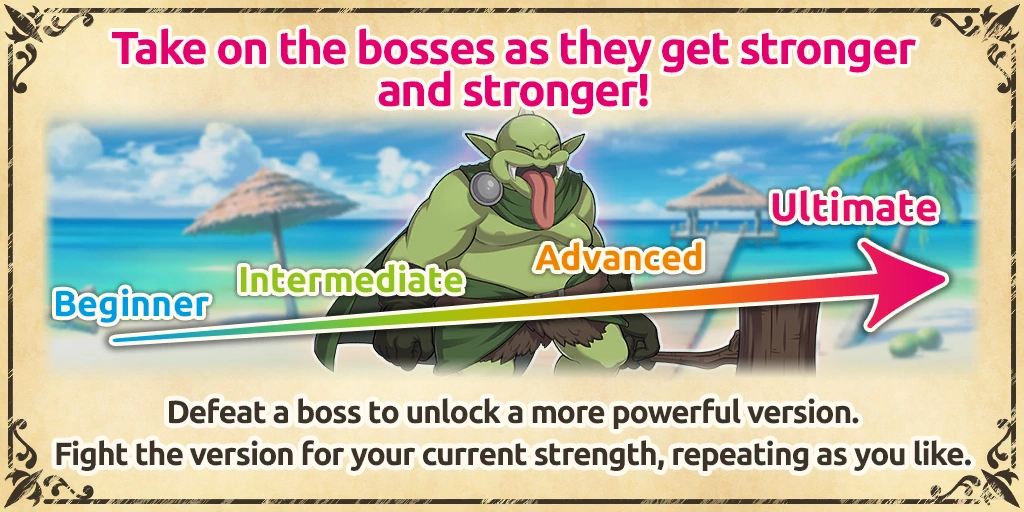 Take on the bosses as they get stronger
and stronger!
Ultimate
Advanced
Intermediate
Beginner
Defeat a boss to unlock a more powerful version.
Fight the version for your current strength, repeating as you like.